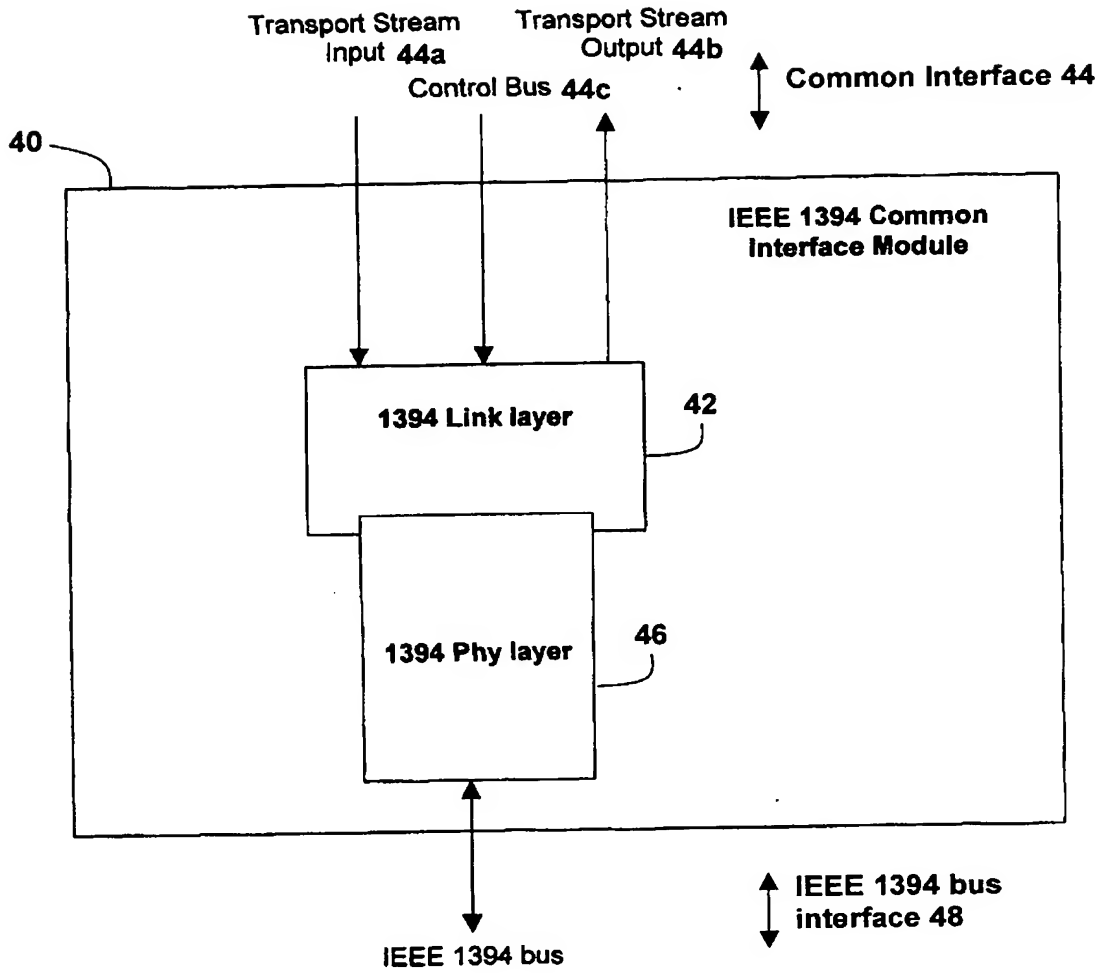 Transport Stream
Input 44a
Transport Stream
Output 44b
Control Bus 44c
Common Interface 44
40
IEEE 1394 Common
Interface Module
1394 Link layer
42
1394 Phy layer
46
IEEE 1394 bus
interface 48
IEEE 1394 bus